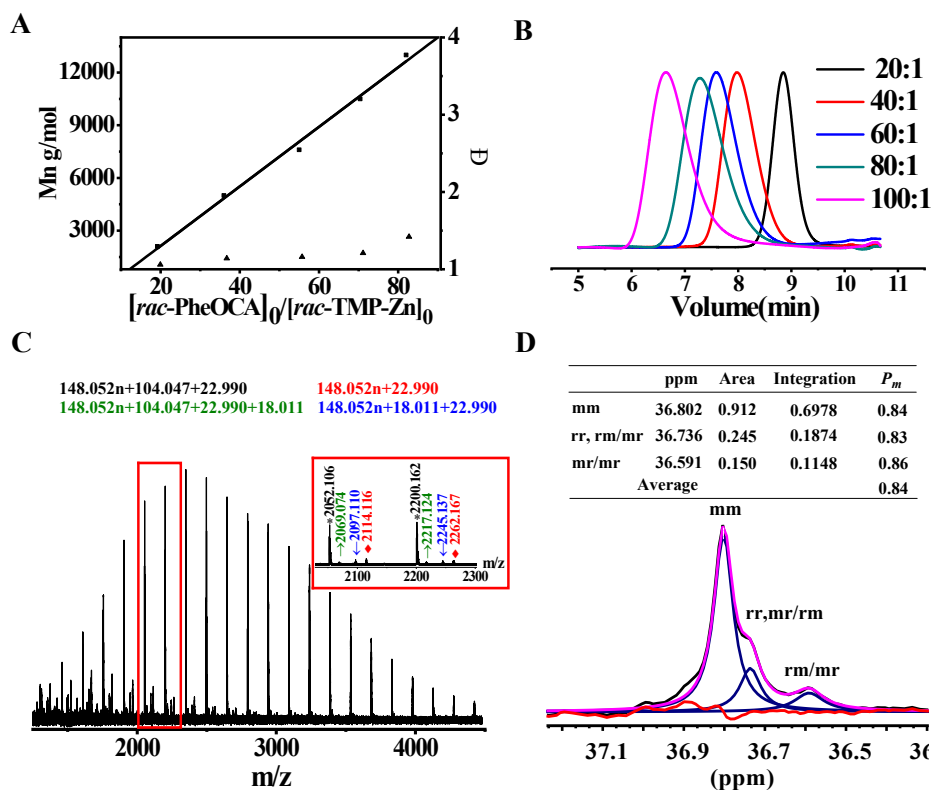 A
12000
9000
6000
3000
Mn g/mol
4
3
2
1
Đ
20
40
60
80
[rac-PheOCA]₀/[rac-TMP-Zn]₀
B
20:1
40:1
60:1
80:1
100:1
5
6
7
8
9
10
11
Volume(min)
C
148.052n+104.047+22.990
148.052n+22.990
148.052n+104.047+22.990+18.011
148.052n+18.011+22.990
*2052.106
→2069.074
←2097.110
♦2114.116
*2200.162
→2217.124
←2245.137
♦2262.167
2100
2200
2300
m/z
2000
3000
4000
m/z
D
ppm Area Integration Pm
mm 36.802 0.912 0.6978 0.84
rr, rm/mr 36.736 0.245 0.1874 0.83
mr/mr 36.591 0.150 0.1148 0.86
Average 0.84
mm
rr,mr/rm
rm/mr
37.1
36.9
36.7
36.5
(ppm)